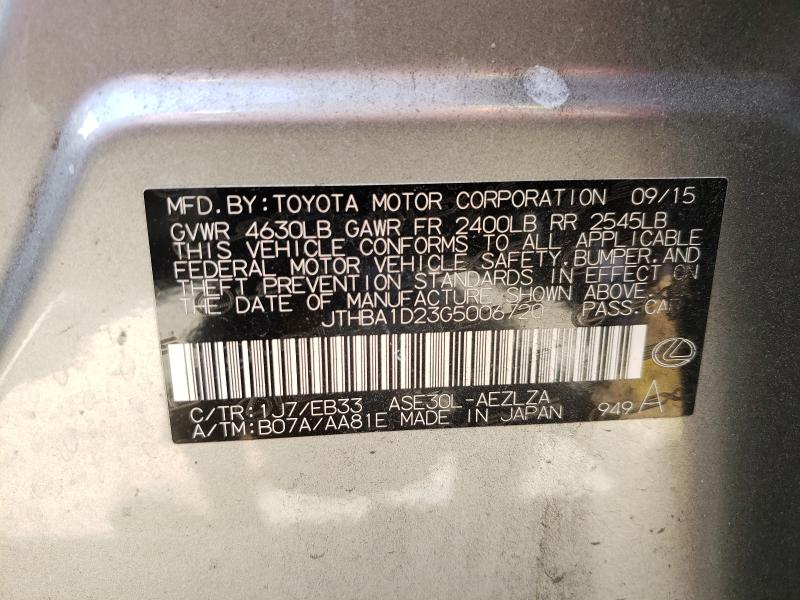 MFD.BY:TOYOTA MOTOR CORPORATION 09/15
GVWR 4630LB GAWR FR 2400LB RR 2545LB
THIS VEHICLE CONFORMS TO ALL APPLICABLE
FEDERAL MOTOR VEHICLE SAFETY,BUMPER,AND
THEFT PREVENTION STANDARDS IN EFFECT ON
THE DATE OF MANUFACTURE SHOWN ABOVE.
JTHBA1D23G5006720 PASS.CAR
C/TR:1J7/EB33 ASE30L-AEZLZA
A/TM:B07A/AA81E MADE IN JAPAN 949 A